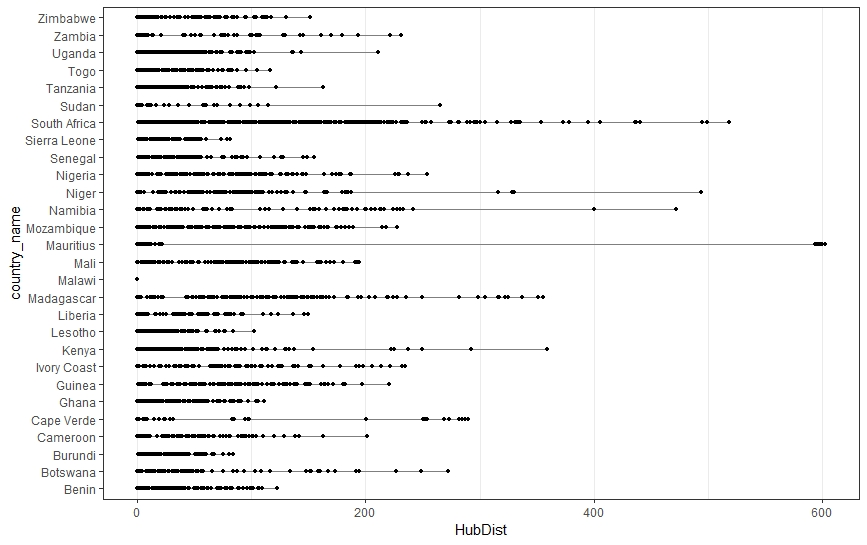 country_name
Zimbabwe
Zambia
Uganda
Togo
Tanzania
Sudan
South Africa
Sierra Leone
Senegal
Nigeria
Niger
Namibia
Mozambique
Mauritius
Mali
Malawi
Madagascar
Liberia
Lesotho
Kenya
Ivory Coast
Guinea
Ghana
Cape Verde
Cameroon
Burundi
Botswana
Benin
0 200 400 600
HubDist